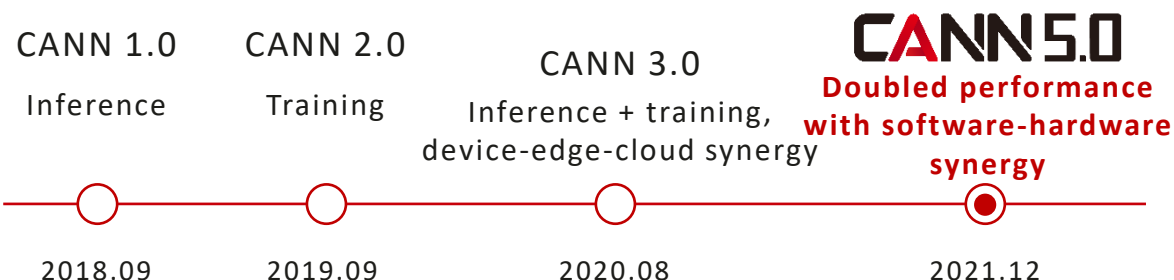 CANN 1.0
Inference
2018.09
CANN 2.0
Training
2019.09
CANN 3.0
Inference + training,
device-edge-cloud synergy
2020.08
CANN 5.0
Doubled performance
with software-hardware
synergy
2021.12